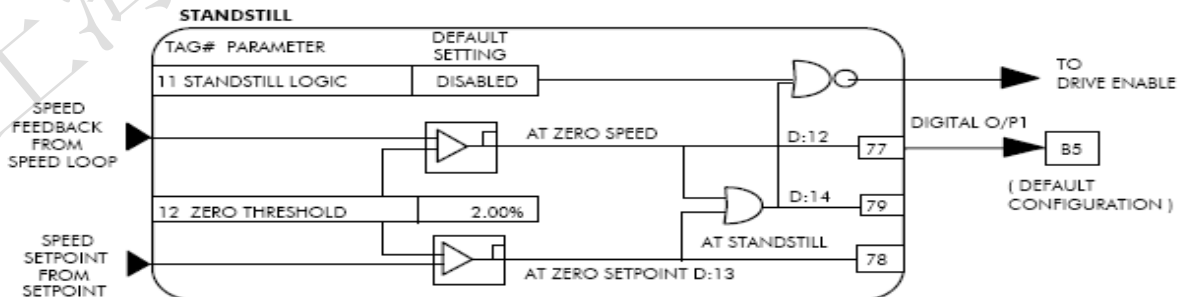 STANDSTILL
TAG# PARAMETER
DEFAULT
SETTING
11 STANDSTILL LOGIC
DISABLED
TO
DRIVE ENABLE
SPEED
FEEDBACK
FROM
SPEED LOOP
AT ZERO SPEED
D:12
77
DIGITAL O/P1
B5
( DEFAULT
CONFIGURATION )
12 ZERO THRESHOLD
2.00%
D:14
79
AT STANDSTILL
SPEED
SETPOINT
FROM
SETPOINT
AT ZERO SETPOINT D:13
78